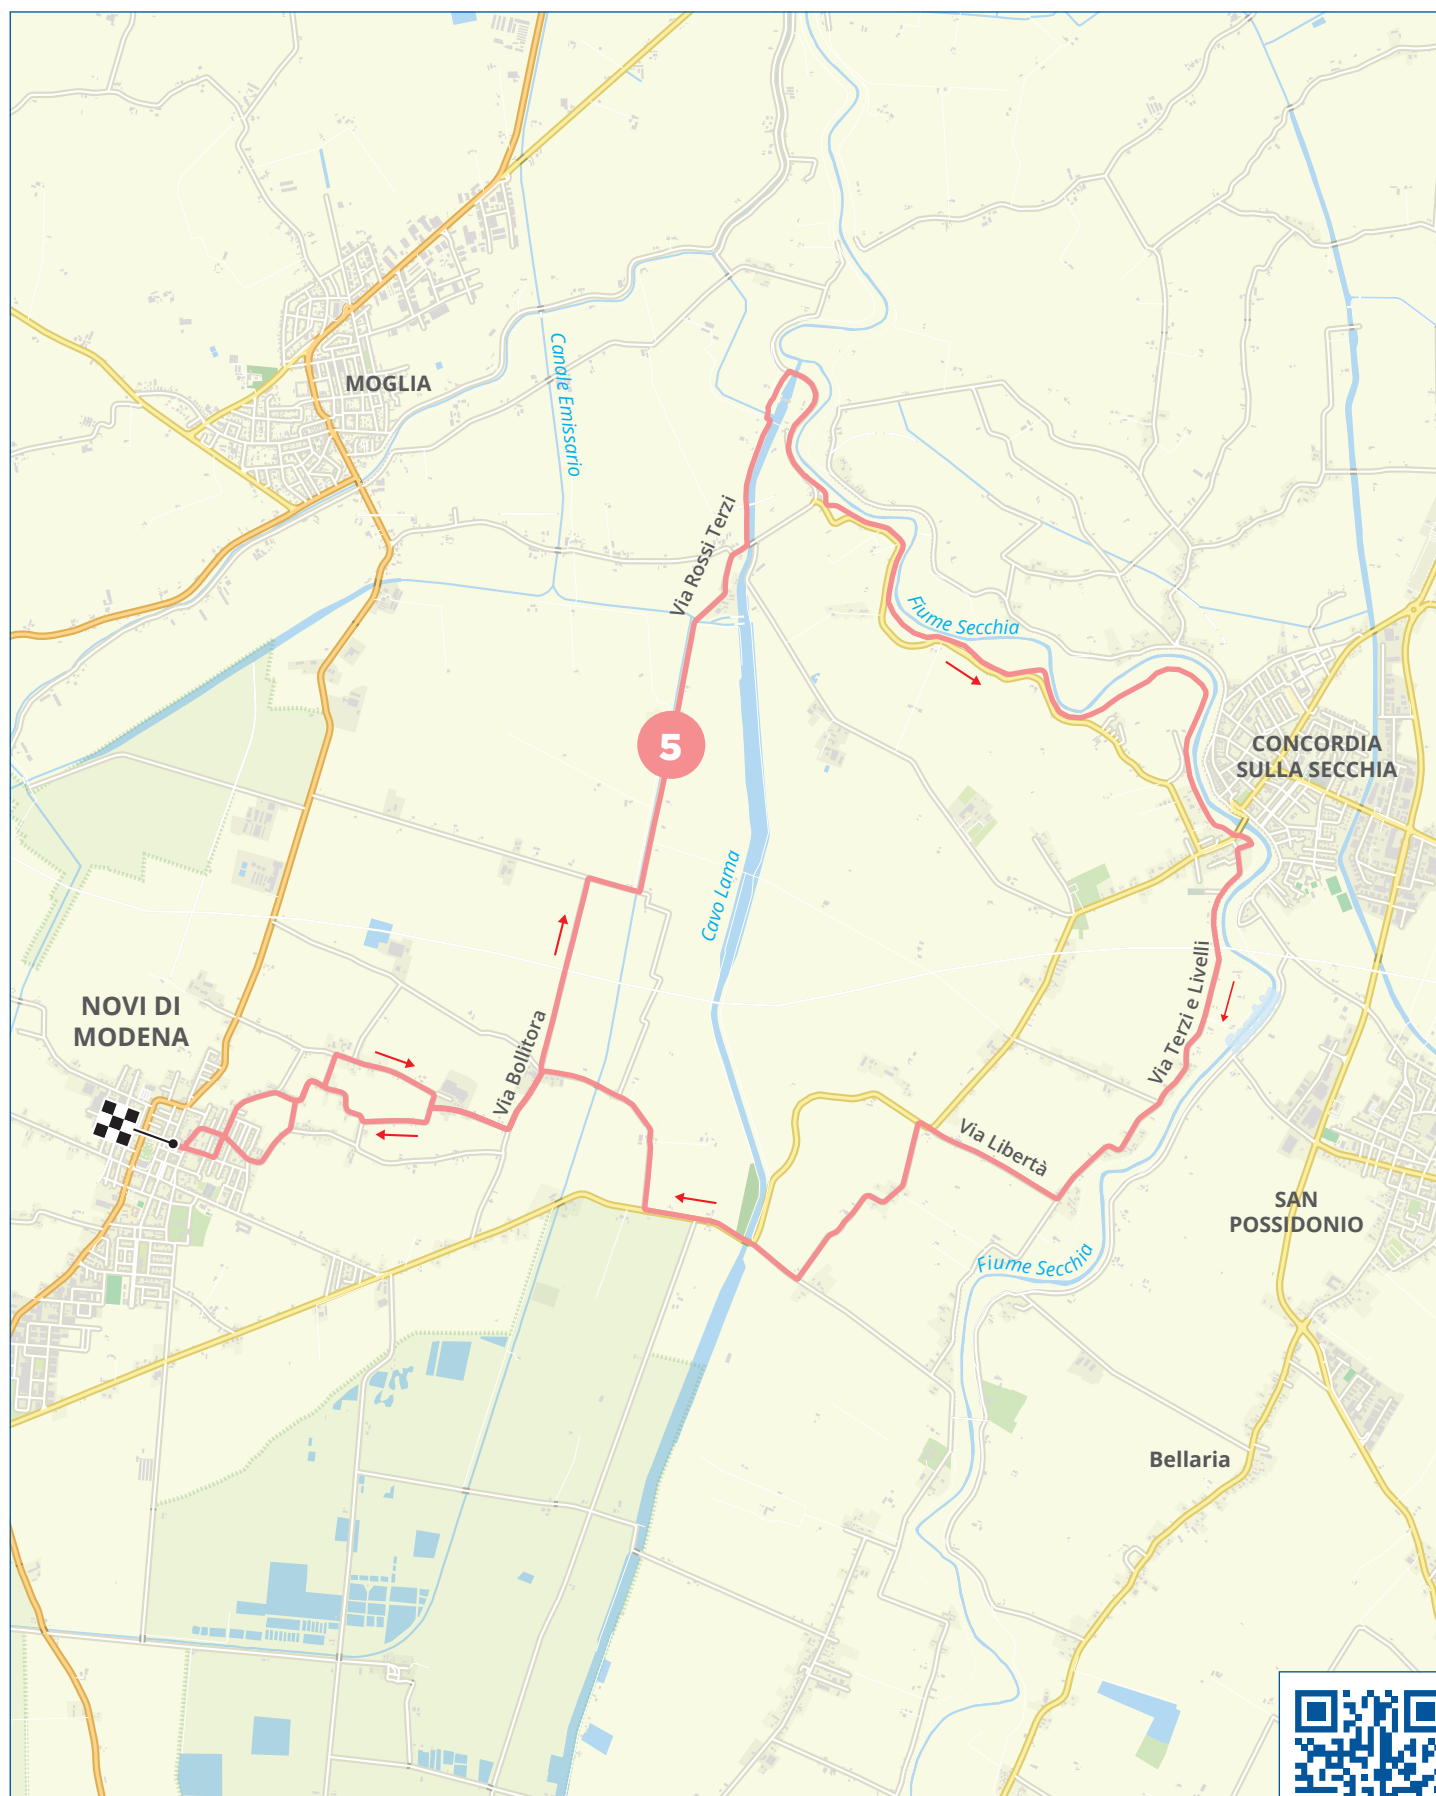 MOGLIA
Canale Emissario
Via Rossi Terzi
Fiume Secchia
5
CONCORDIA
SULLA SECCHIA
Cavo Lama
NOVI DI
MODENA
Via Bollitora
Via Terzi e Livelli
Via Libertà
SAN
POSSIDONIO
Fiume Secchia
Bellaria